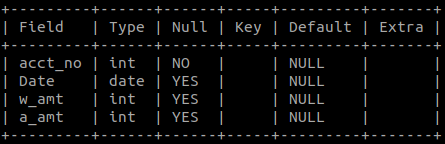 +---------+------+------+-----+---------+-------+
| Field   | Type | Null | Key | Default | Extra |
+---------+------+------+-----+---------+-------+
| acct_no | int  | NO   |     | NULL    |       |
| Date    | date | YES  |     | NULL    |       |
| w_amt   | int  | YES  |     | NULL    |       |
| a_amt   | int  | YES  |     | NULL    |       |
+---------+------+------+-----+---------+-------+